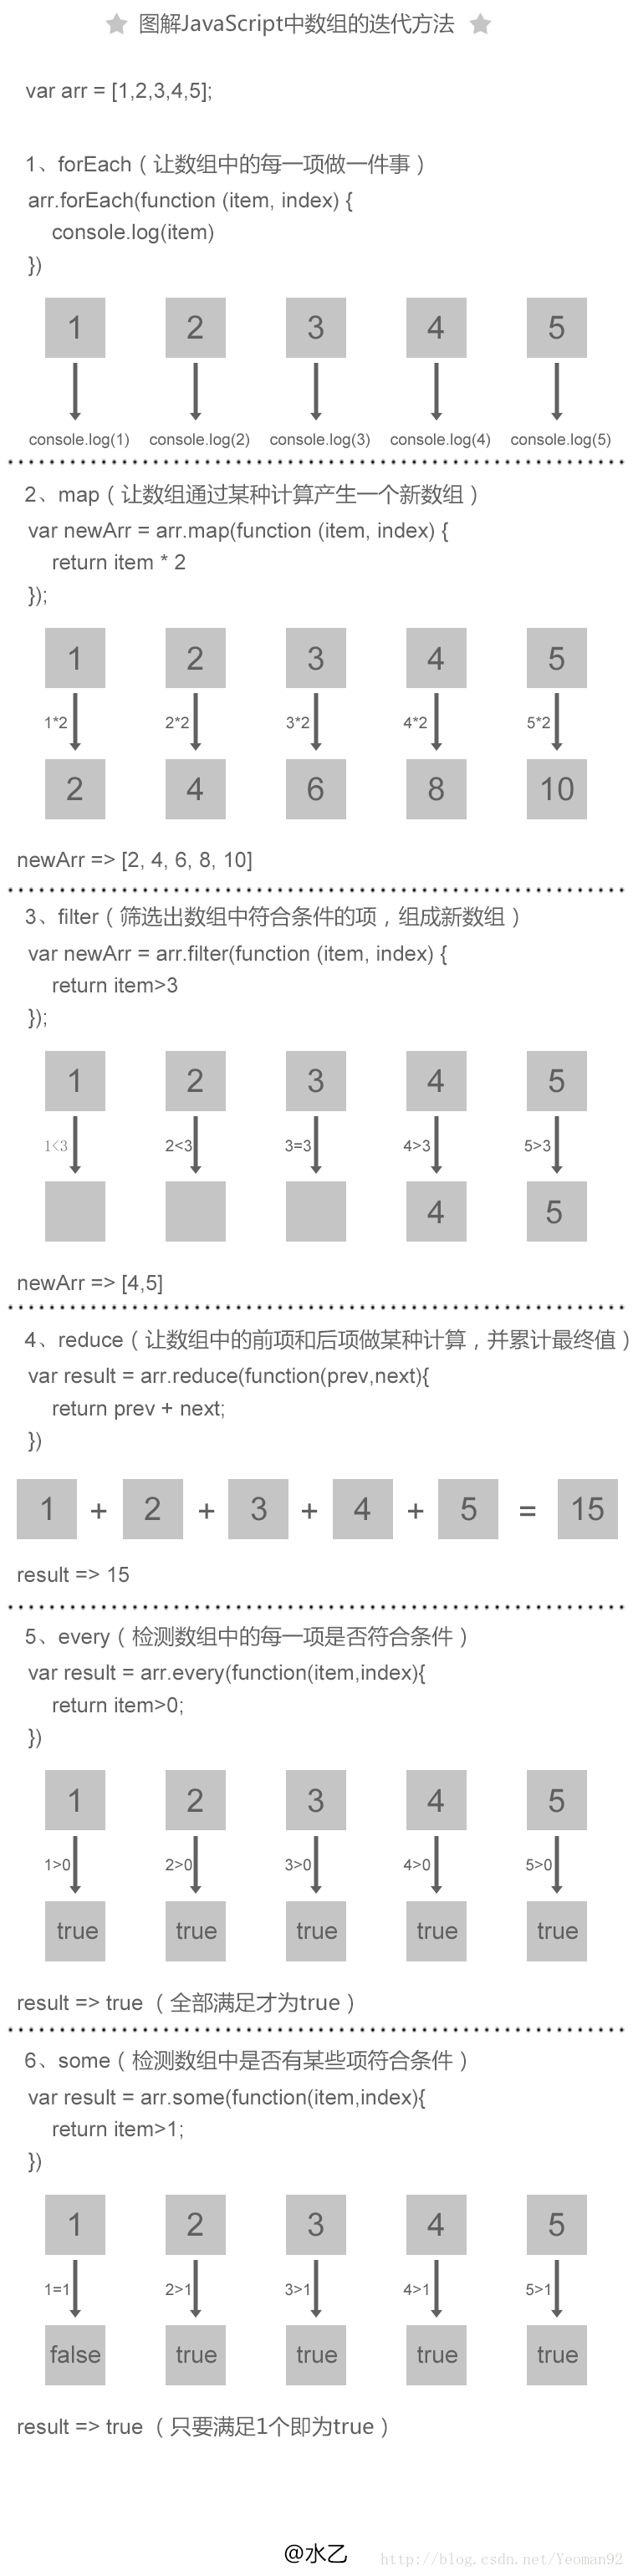 图解JavaScript中数组的迭代方法
var arr = [1,2,3,4,5];
1、forEach（让数组中的每一项做一件事）
arr.forEach(function (item, index) {
console.log(item)
})
1 2 3 4 5
console.log(1) console.log(2) console.log(3) console.log(4) console.log(5)
2、map（让数组通过某种计算产生一个新数组）
var newArr = arr.map(function (item, index) {
return item * 2
});
1 2 3 4 5
1*2 2*2 3*2 4*2 5*2
2 4 6 8 10
newArr => [2, 4, 6, 8, 10]
3、filter（筛选出数组中符合条件的项，组成新数组）
var newArr = arr.filter(function (item, index) {
return item>3
});
1 2 3 4 5
1<3 2<3 3=3 4>3 5>3
4 5
newArr => [4,5]
4、reduce（让数组中的前项和后项做某种计算，并累计最终值）
var result = arr.reduce(function(prev,next){
return prev + next;
})
1 + 2 + 3 + 4 + 5 = 15
result => 15
5、every（检测数组中的每一项是否符合条件）
var result = arr.every(function(item,index){
return item>0;
})
1 2 3 4 5
1>0 2>0 3>0 4>0 5>0
true true true true true
result => true（全部满足才为true）
6、some（检测数组中是否有某些项符合条件）
var result = arr.some(function(item,index){
return item>1;
})
1 2 3 4 5
1=1 2>1 3>1 4>1 5>1
false true true true true
result => true（只要满足1个即为true）
@水乙 http://blog.csdn.net/Yeoman92